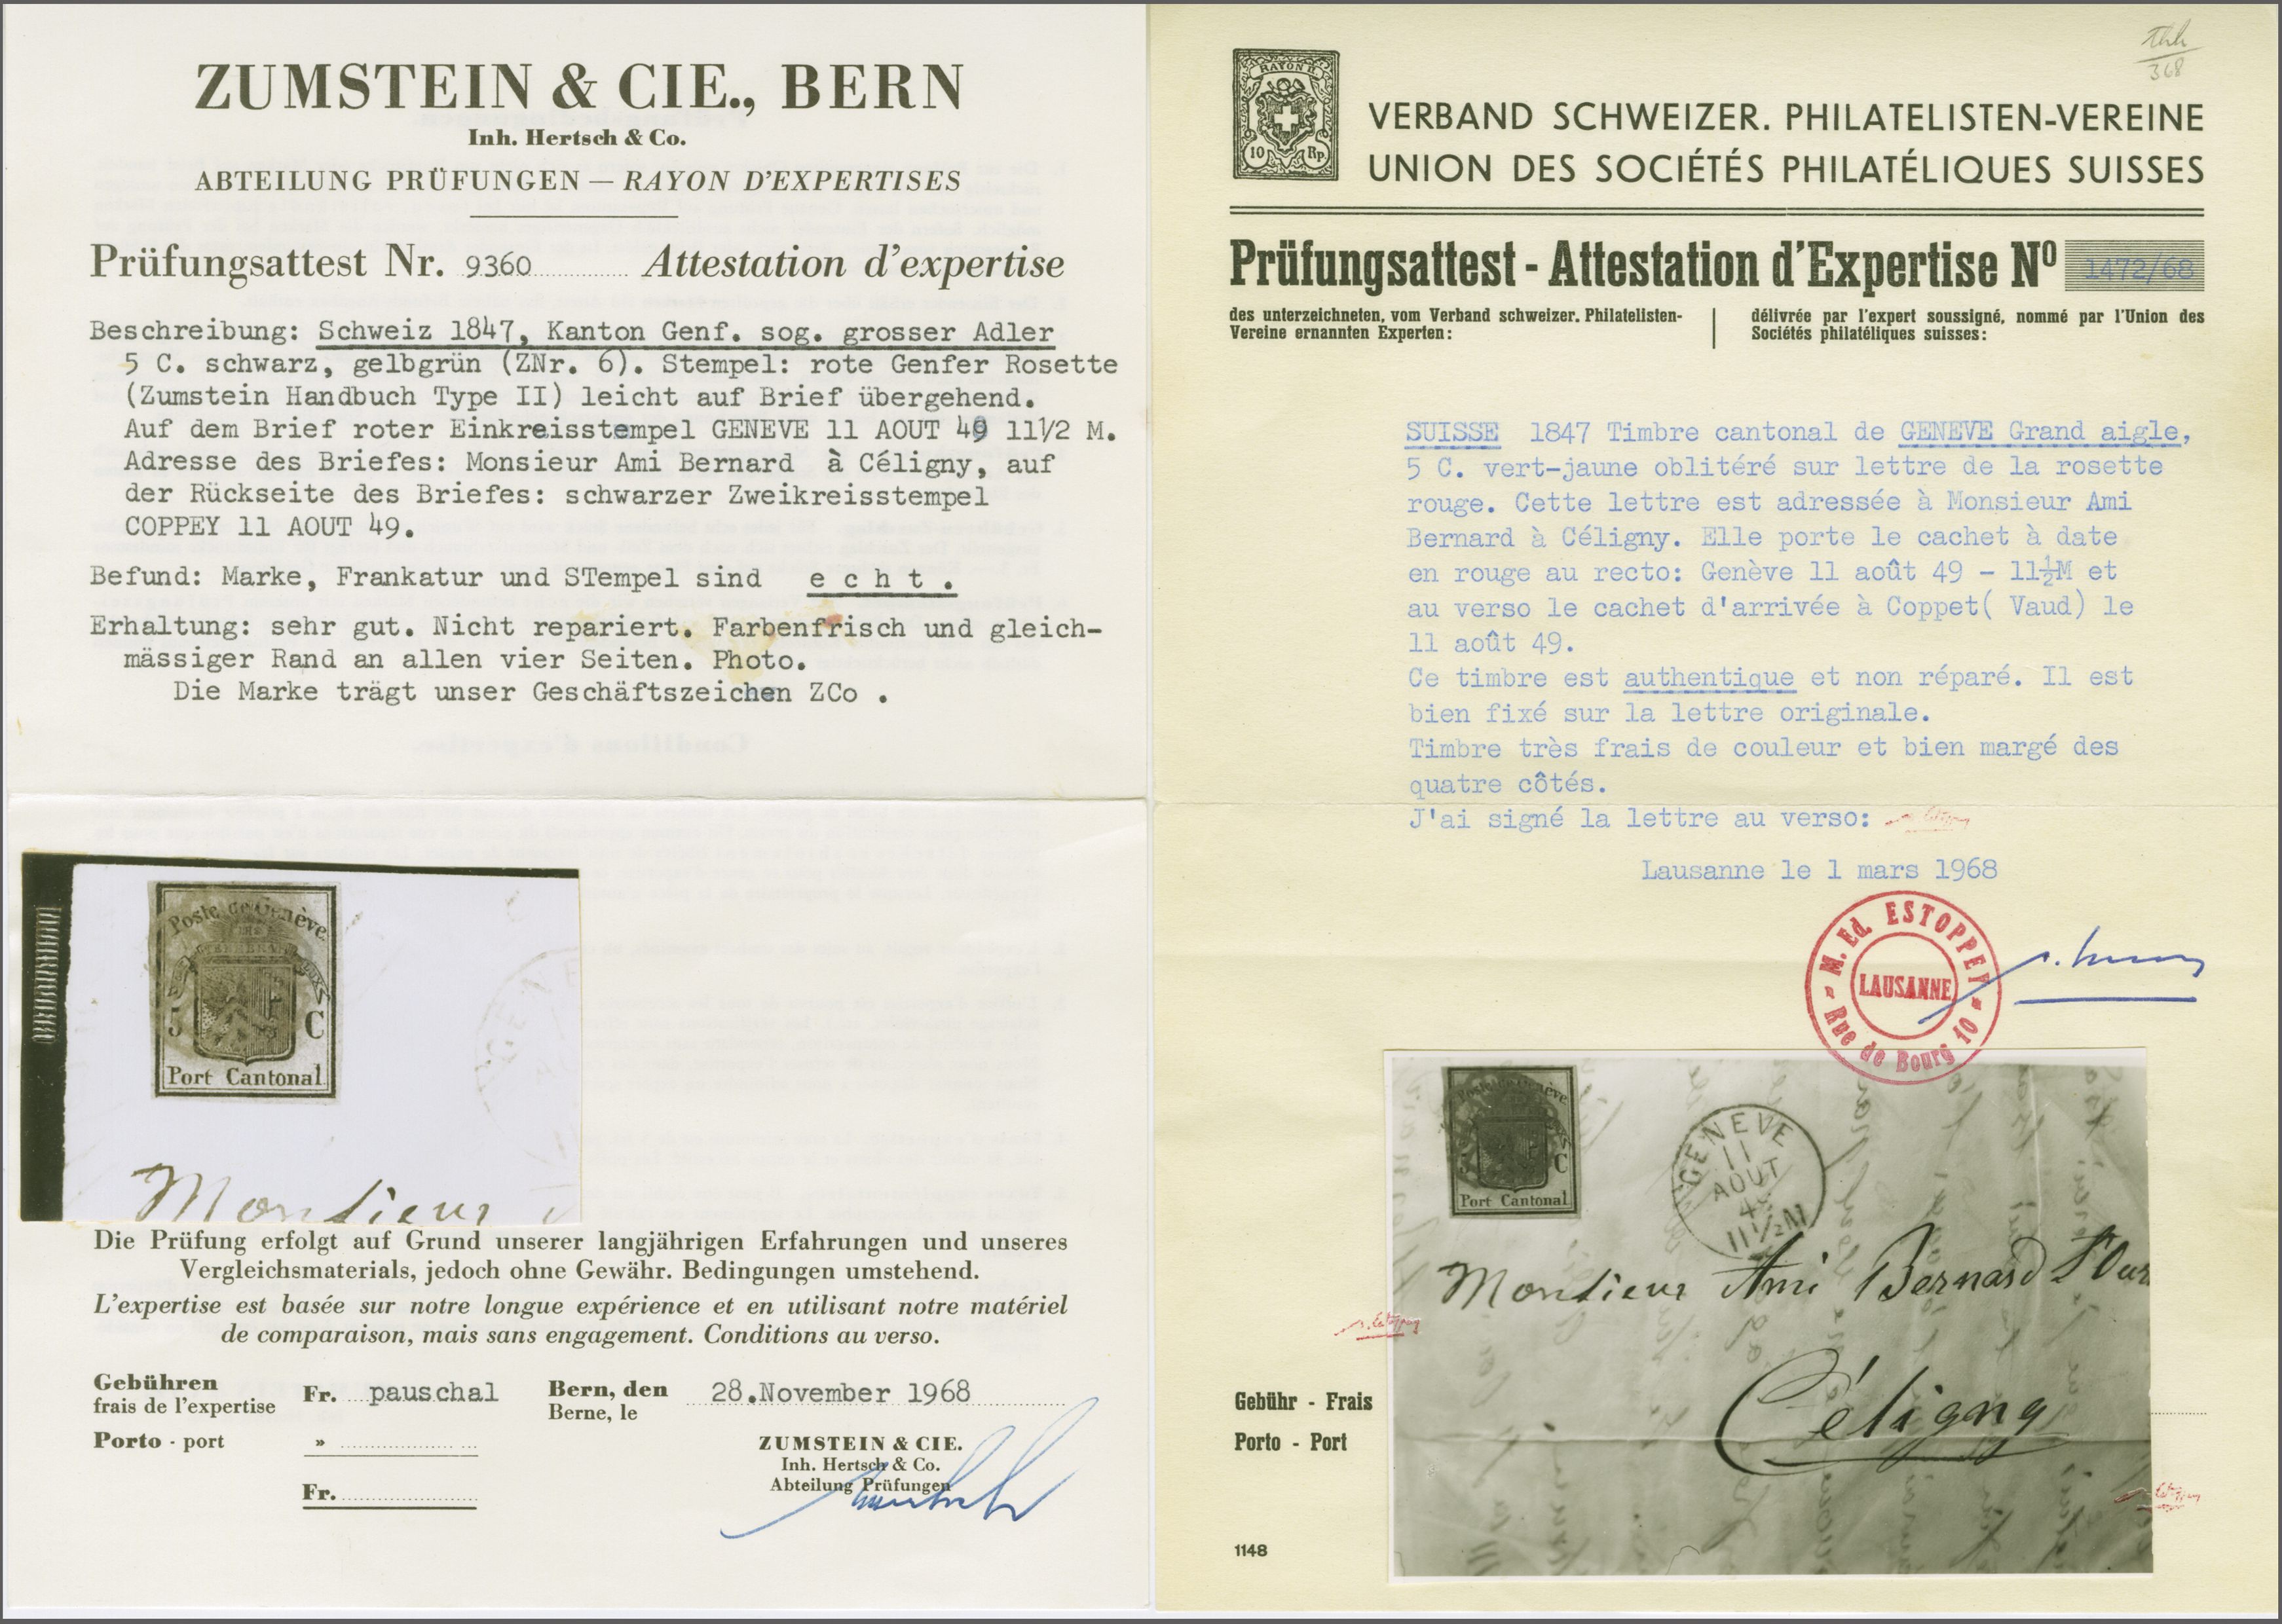 ZUMSTEIN & CIE., BERN
Inh. Hertsch & Co.
ABTEILUNG PRÜFUNGEN — RAYON D'EXPERTISES
Prüfungsattest Nr. 9360 Attestation d'expertise
Beschreibung: Schweiz 1847, Kanton Genf. sog. grosser Adler
5 C. schwarz, gelbgrün (ZNr. 6). Stempel: rote Genfer Rosette
(Zumstein Handbuch Type II) leicht auf Brief übergehend.
Auf dem Brief roter Einkreisstempel GENEVE 11 AOUT 49 11½ M.
Adresse des Briefes: Monsieur Ami Bernard à Céligny, auf
der Rückseite des Briefes: schwarzer Zweikreisstempel
COPPEY 11 AOUT 49.
Befund: Marke, Frankatur und STempel sind e c h t .
Erhaltung: sehr gut. Nicht repariert. Farbenfrisch und gleich-
mässiger Rand an allen vier Seiten. Photo.
Die Marke trägt unser Geschäftszeichen ZCo .
Poste de Genève
5 C
Port Cantonal
GENE
Monsieur
Die Prüfung erfolgt auf Grund unserer langjährigen Erfahrungen und unseres
Vergleichsmaterials, jedoch ohne Gewähr. Bedingungen umstehend.
L'expertise est basée sur notre longue expérience et en utilisant notre matériel
de comparaison, mais sans engagement. Conditions au verso.
Gebühren
frais de l'expertise
Fr. pauschal
Bern, den
Berne, le
28.November 1968
Porto - port
»
Fr.
ZUMSTEIN & CIE.
Inh. Hertsch & Co.
Abteilung Prüfungen
368
RAYON II
10 Rp.
VERBAND SCHWEIZER. PHILATELISTEN-VEREINE
UNION DES SOCIÉTÉS PHILATÉLIQUES SUISSES
Prüfungsattest - Attestation d'Expertise Nº 1472/68
des unterzeichneten, vom Verband schweizer. Philatelisten-
Vereine ernannten Experten:
délivrée par l'expert soussigné, nommé par l'Union des
Sociétés philatéliques suisses:
SUISSE 1847 Timbre cantonal de GENEVE Grand aigle,
5 C. vert-jaune oblitéré sur lettre de la rosette
rouge. Cette lettre est adressée à Monsieur Ami
Bernard à Céligny. Elle porte le cachet à date
en rouge au recto: Genève 11 août 49 - 11½M et
au verso le cachet d'arrivée à Coppet( Vaud) le
11 août 49.
Ce timbre est authentique et non réparé. Il est
bien fixé sur la lettre originale.
Timbre très frais de couleur et bien margé des
quatre côtés.
J'ai signé la lettre au verso:
Lausanne le 1 mars 1968
M. Ed. ESTOPPEY
LAUSANNE
Rue de Bourg 10
Poste de Genève
C
Port Cantonal
GENEVE
11
AOUT
11½M
Monsieur Ami Bernard
Céligny
Gebühr - Frais
Porto - Port
1148